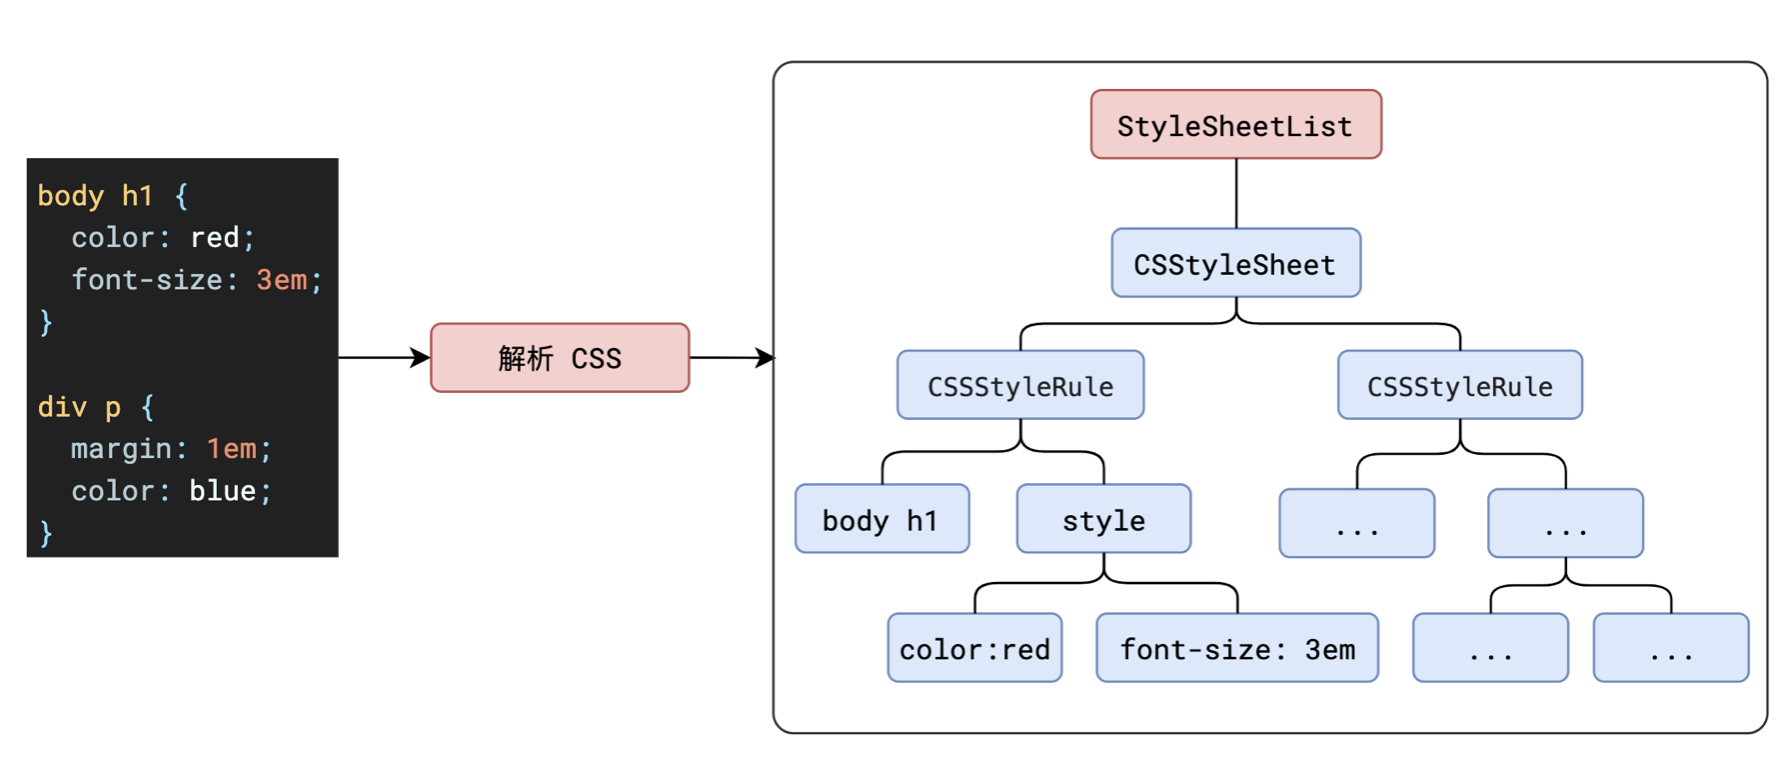 body h1 {
color: red;
font-size: 3em;
}
div p {
margin: 1em;
color: blue;
}
解析 CSS
StyleSheetList
CSStyleSheet
CSSStyleRule
CSSStyleRule
body h1
style
...
...
color:red
font-size: 3em
...
...